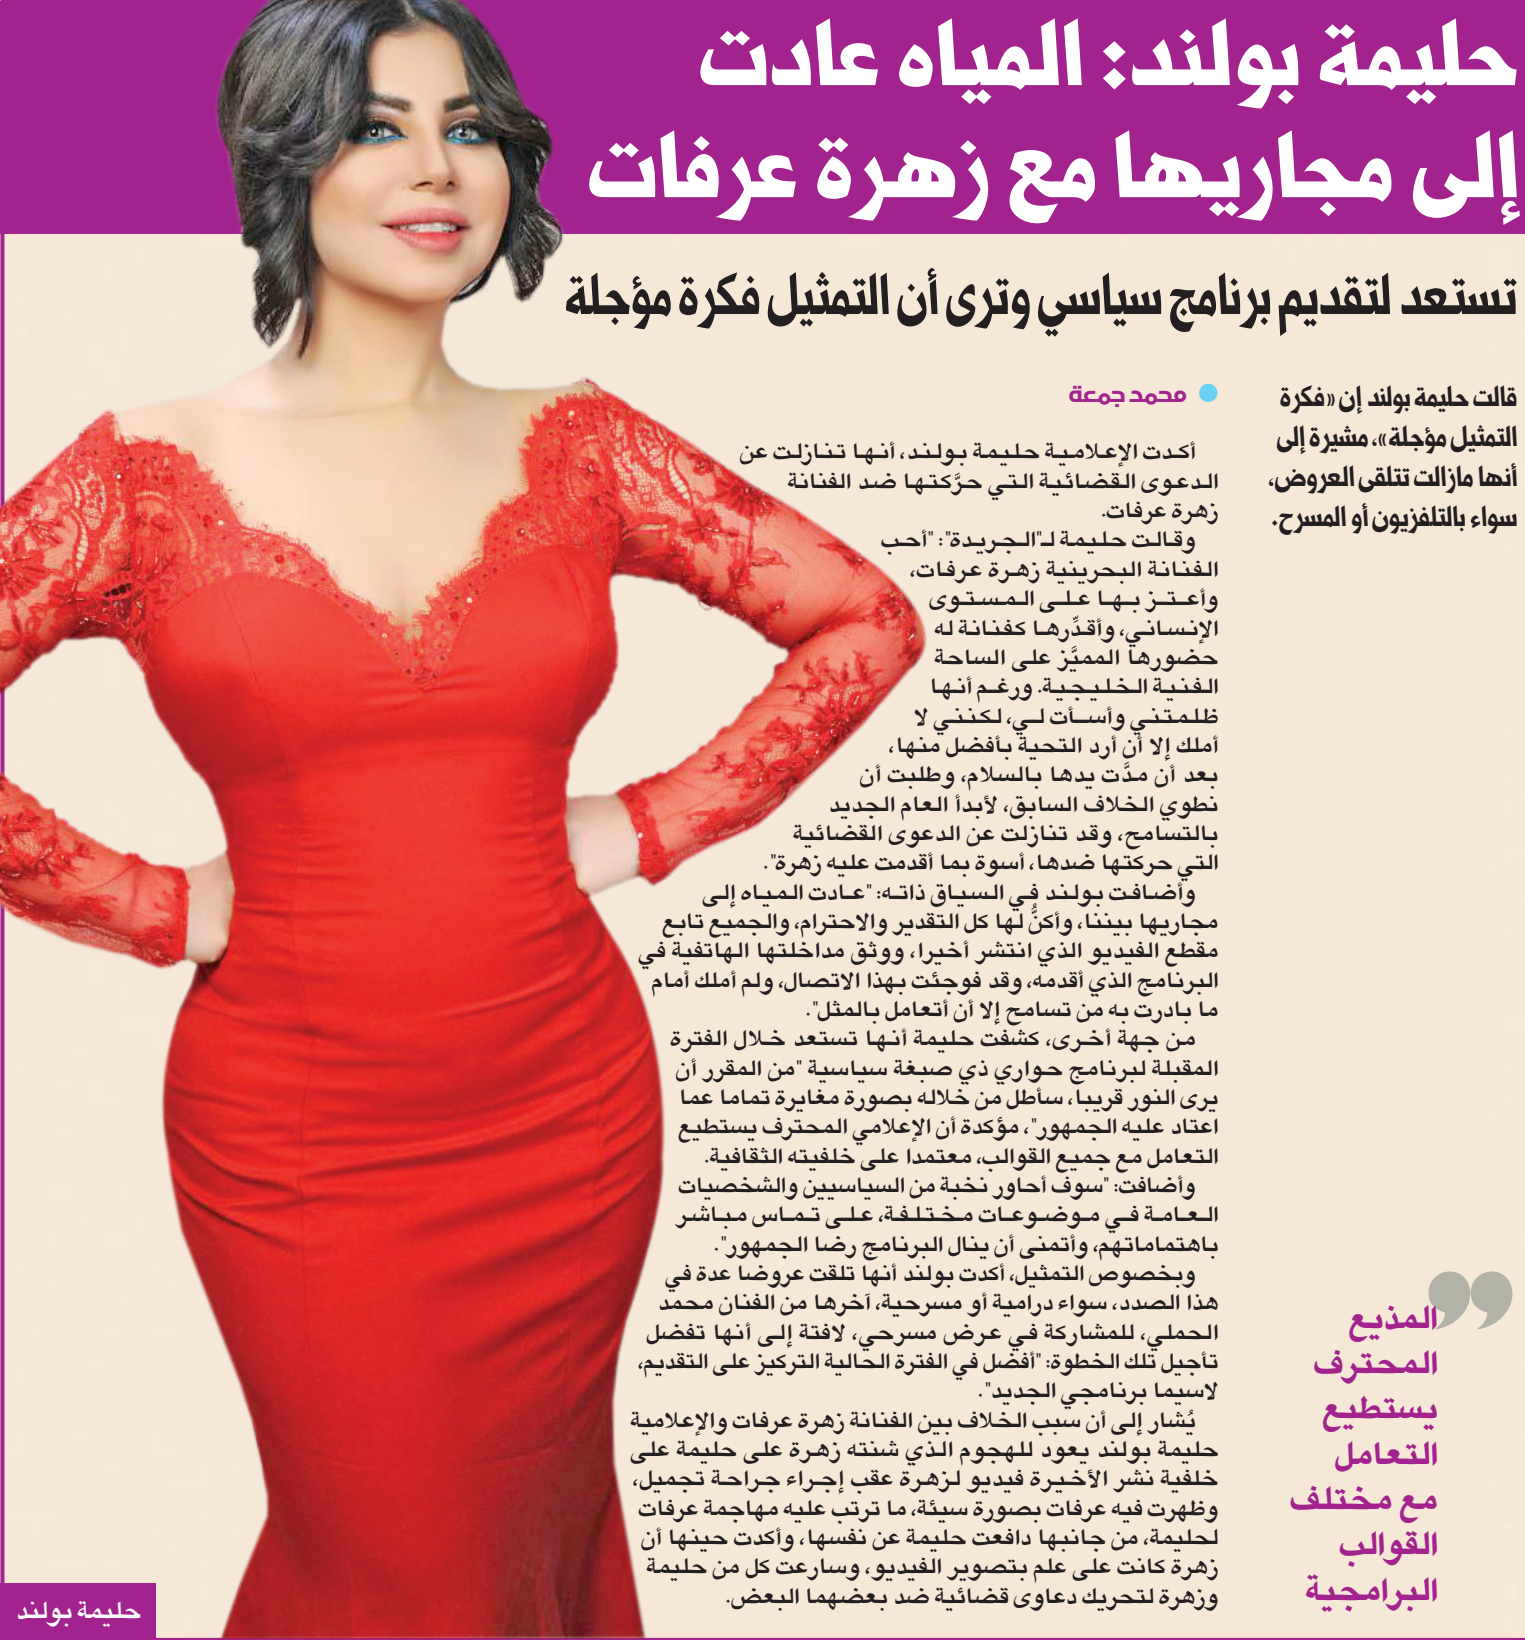 حليمة بولند: المياه عادت
إلى مجاريها مع زهرة عرفات
تستعد لتقديم برنامج سياسي وترى أن التمثيل فكرة مؤجلة
قالت حليمة بولند إن «فكرة
التمثيل مؤجلة»، مشيرة إلى
أنها مازالت تتلقى العروض،
سواء بالتلفزيون أو المسرح.
محمد جمعة
أكدت الإعلامية حليمة بولند، أنها تنازلت عن
الدعوى القضائية التي حرَّكتها ضد الفنانة
زهرة عرفات.
وقالت حليمة لـ"الجريدة": "أحب
الفنانة البحرينية زهرة عرفات،
وأعتز بها على المستوى
الإنساني، وأقدِّرها كفنانة له
حضورها المميَّز على الساحة
الفنية الخليجية. ورغم أنها
ظلمتني وأسأت لي، لكنني لا
أملك إلا أن أرد التحية بأفضل منها،
بعد أن مدَّت يدها بالسلام، وطلبت أن
نطوي الخلاف السابق، لأبدأ العام الجديد
بالتسامح، وقد تنازلت عن الدعوى القضائية
التي حركتها ضدها، أسوة بما أقدمت عليه زهرة".
وأضافت بولند في السياق ذاته: "عادت المياه إلى
مجاريها بيننا، وأكنُّ لها كل التقدير والاحترام، والجميع تابع
مقطع الفيديو الذي انتشر أخيرا، ووثق مداخلتها الهاتفية في
البرنامج الذي أقدمه، وقد فوجئت بهذا الاتصال، ولم أملك أمام
ما بادرت به من تسامح إلا أن أتعامل بالمثل".
من جهة أخرى، كشفت حليمة أنها تستعد خلال الفترة
المقبلة لبرنامج حواري ذي صبغة سياسية "من المقرر أن
يرى النور قريبا، سأطل من خلاله بصورة مغايرة تماما عما
اعتاد عليه الجمهور"، مؤكدة أن الإعلامي المحترف يستطيع
التعامل مع جميع القوالب، معتمدا على خلفيته الثقافية.
وأضافت: "سوف أحاور نخبة من السياسيين والشخصيات
العامة في موضوعات مختلفة، على تماس مباشر
باهتماماتهم، وأتمنى أن ينال البرنامج رضا الجمهور".
وبخصوص التمثيل، أكدت بولند أنها تلقت عروضا عدة في
هذا الصدد، سواء درامية أو مسرحية، آخرها من الفنان محمد
الحملي، للمشاركة في عرض مسرحي، لافتة إلى أنها تفضل
تأجيل تلك الخطوة: "أفضل في الفترة الحالية التركيز على التقديم،
لاسيما برنامجي الجديد".
يُشار إلى أن سبب الخلاف بين الفنانة زهرة عرفات والإعلامية
حليمة بولند يعود للهجوم الذي شنته زهرة على حليمة على
خلفية نشر الأخيرة فيديو لزهرة عقب إجراء جراحة تجميل،
وظهرت فيه عرفات بصورة سيئة، ما ترتب عليه مهاجمة عرفات
لحليمة، من جانبها دافعت حليمة عن نفسها، وأكدت حينها أن
زهرة كانت على علم بتصوير الفيديو، وسارعت كل من حليمة
وزهرة لتحريك دعاوى قضائية ضد بعضهما البعض.
المذيع
المحترف
يستطيع
التعامل
مع مختلف
القوالب
البرامجية
حليمة بولند